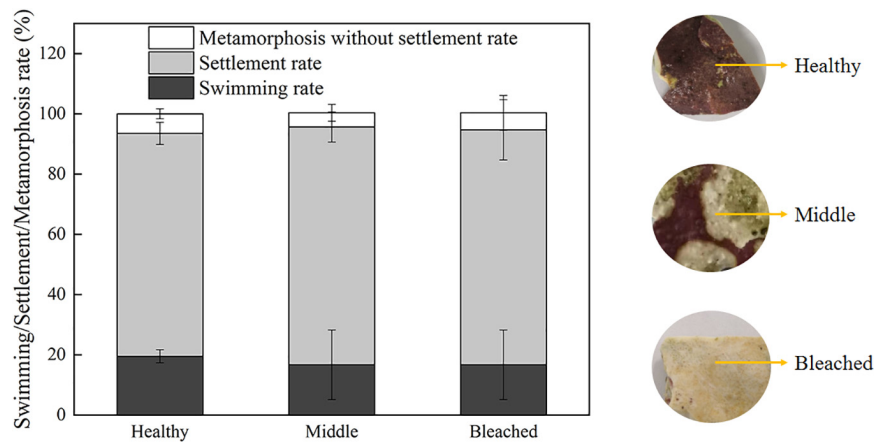 Swimming/Settlement/Metamorphosis rate (%)
120
100
80
60
40
20
0
Metamorphosis without settlement rate
Settlement rate
Swimming rate
Healthy
Middle
Bleached
Healthy
Middle
Bleached